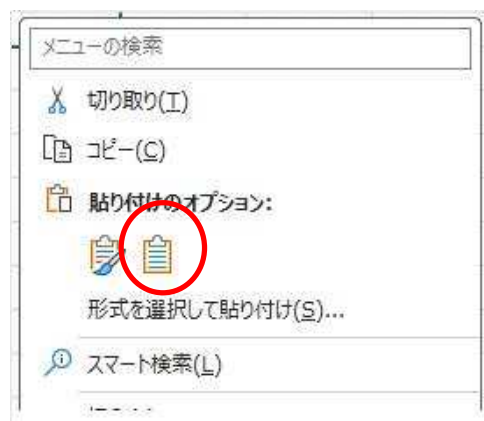 メニューの検索
切り取り(T)
コピー(C)
貼り付けのオプション:
形式を選択して貼り付け(S)...
スマート検索(L)